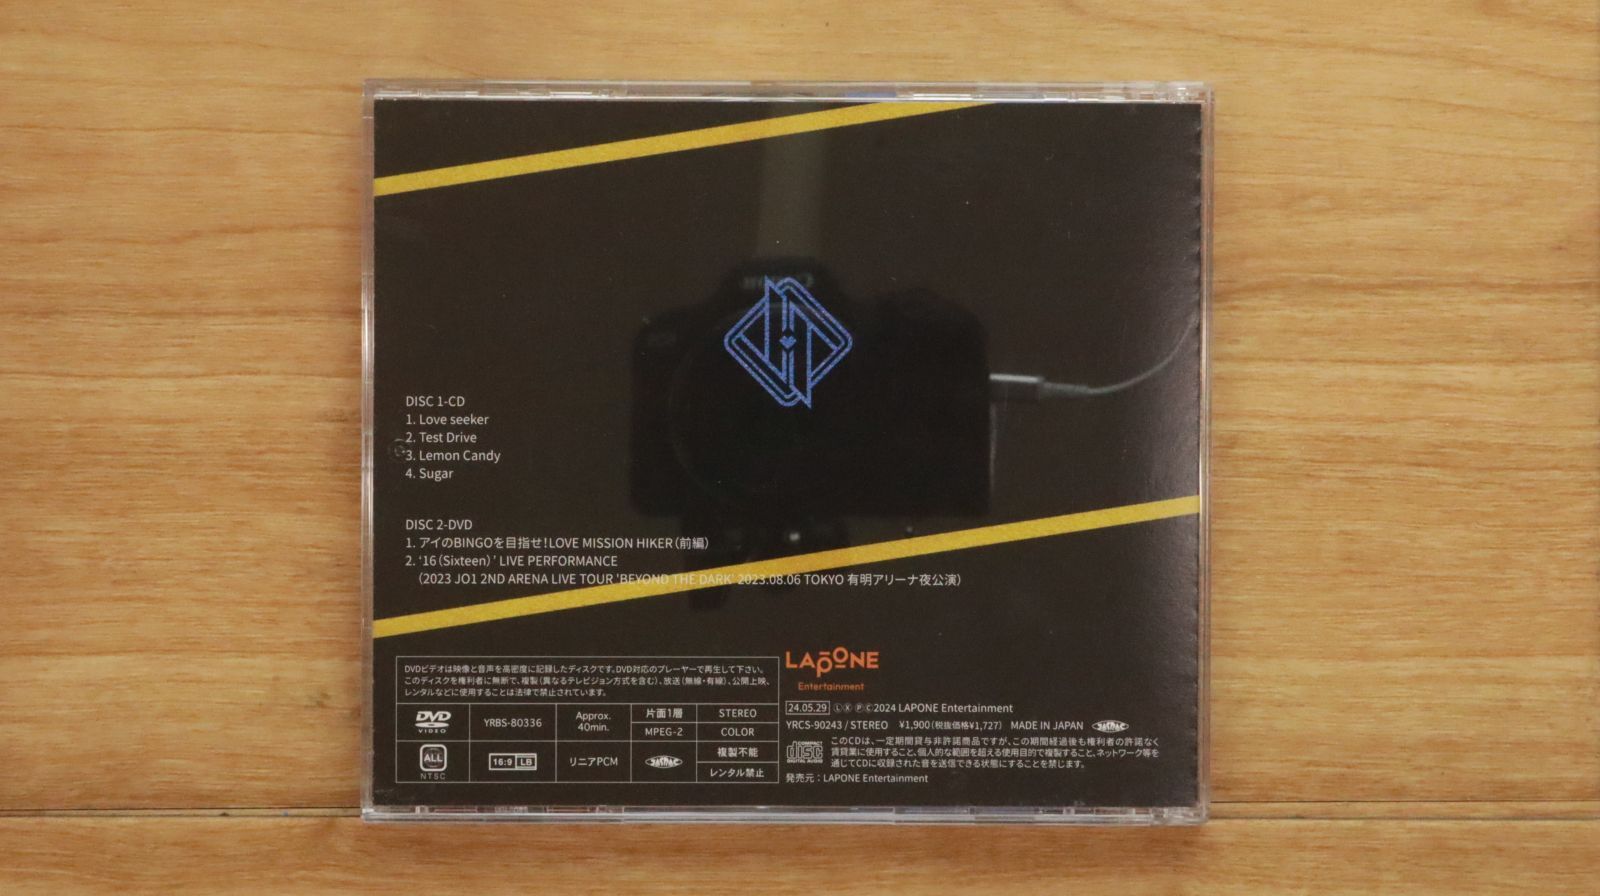 DISC 1-CD
1. Love seeker
2. Test Drive
3. Lemon Candy
4. Sugar
DISC 2-DVD
1. アイのBINGOを目指せ！LOVE MISSION HIKER（前編）
2. ‘16（Sixteen）’ LIVE PERFORMANCE
（2023 JO1 2ND ARENA LIVE TOUR 'BEYOND THE DARK' 2023.08.06 TOKYO 有明アリーナ夜公演）
DVDビデオは映像と音声を高密度に記録したディスクです。DVD対応のプレーヤーで再生して下さい。
このディスクを権利者に無断で、複製（異なるテレビジョン方式を含む）、放送（無線・有線）、公開上映、
レンタルなどに使用することは法律で禁止されています。
DVD VIDEO
YRBS-80336
Approx. 40min.
片面1層
STEREO
MPEG-2
COLOR
ALL
NTSC
16:9 LB
リニアPCM
JASRAC
複製不能
レンタル禁止
LAPONE
Entertainment
24.05.29 Ⓛ Ⓧ Ⓟ Ⓒ2024 LAPONE Entertainment
YRCS-90243 / STEREO ¥1,900（税抜価格¥1,727） MADE IN JAPAN JASRAC
COMPACT disc DIGITAL AUDIO
このCDは、一定期間貸与非許諾商品ですが、この期間経過後も権利者の許諾なく
賃貸業に使用すること、個人的な範囲を超える使用目的で複製すること、ネットワーク等を
通じてCDに収録された音を送信できる状態にすることを禁じます。
発売元：LAPONE Entertainment